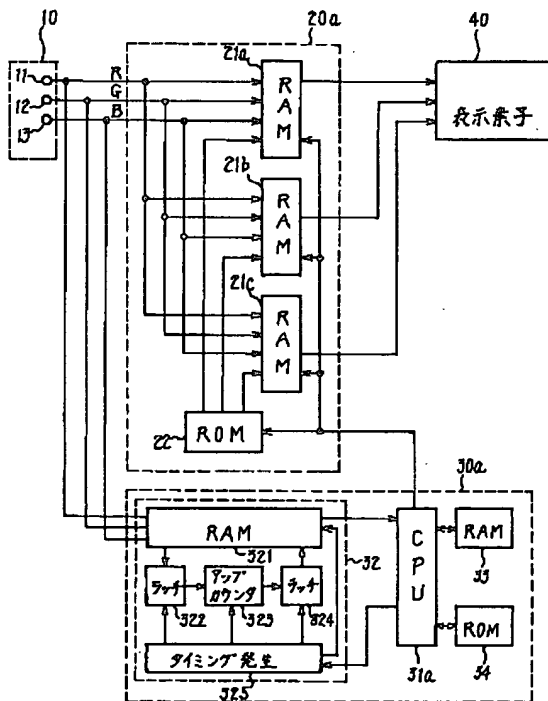 10
20a
40
11
R
21a
RAM
12
G
13
B
表示素子
21b
RAM
21c
RAM
22
ROM
30a
RAM
321
32
CPU
RAM
33
ラッチ
322
アップ
カウンタ
323
ラッチ
324
ROM
34
タイミング発生
325
31a